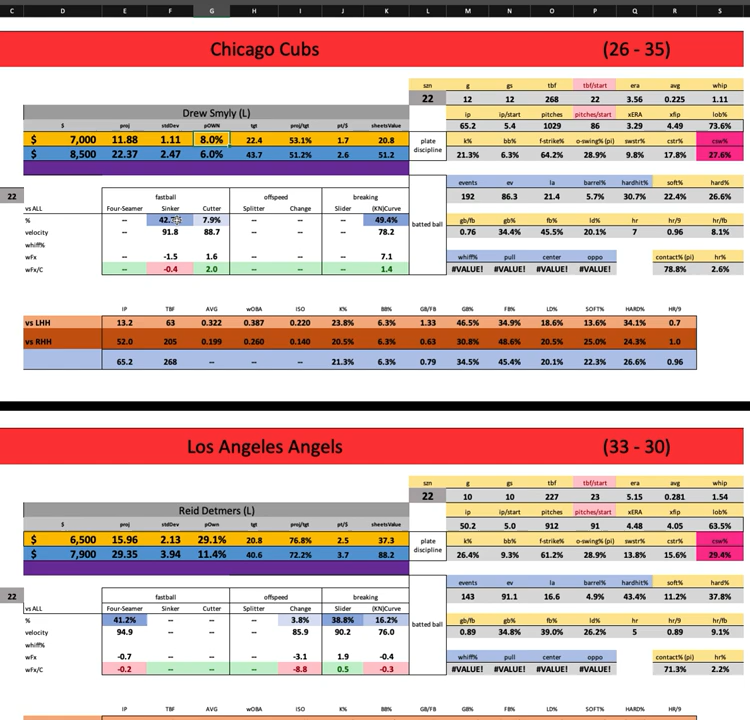 C D E F G H I J K L M N O P Q R S
Chicago Cubs (26 - 35)
szn g gs tbf tbf/start era avg whip
22 12 12 268 22 3.56 0.225 1.11
Drew Smyly (L) ip ip/start pitches pitches/start xERA xfip lob%
$ proj stdDev pOWN tgt proj/tgt pt/$ sheetsValue 65.2 5.4 1029 86 3.29 4.49 73.6%
$ 7,000 11.88 1.11 8.0% 22.4 53.1% 1.7 20.8 plate discipline k% bb% f-strike% o-swing% (pi) swstr% cstr% csw%
$ 8,500 22.37 2.47 6.0% 43.7 51.2% 2.6 51.2 21.3% 6.3% 64.2% 28.9% 9.8% 17.8% 27.6%
events ev la barrel% hardhit% soft% hard%
22 fastball offspeed breaking 192 86.3 21.4 5.7% 30.7% 22.4% 26.6%
vs ALL Four-Seamer Sinker Cutter Splitter Change Slider (KN)Curve
% -- 42. 7.9% -- -- -- 49.4% batted ball gb/fb gb% fb% ld% hr hr/9 hr/fb
velocity -- 91.8 88.7 -- -- -- 78.2 0.76 34.4% 45.5% 20.1% 7 0.96 8.1%
whiff%
wFx -- -1.5 1.6 -- -- -- 7.1 whiff% pull center oppo contact% (pi) hr%
wFx/C -- -0.4 2.0 -- -- -- 1.4 #VALUE! #VALUE! #VALUE! #VALUE! 78.8% 2.6%
IP TBF AVG wOBA ISO K% BB% GB/FB GB% FB% LD% SOFT% HARD% HR/9
vs LHH 13.2 63 0.322 0.387 0.220 23.8% 6.3% 1.33 46.5% 34.9% 18.6% 13.6% 34.1% 0.7
vs RHH 52.0 205 0.199 0.260 0.140 20.5% 6.3% 0.63 30.8% 48.6% 20.5% 25.0% 24.3% 1.0
65.2 268 -- -- -- 21.3% 6.3% 0.79 34.5% 45.4% 20.1% 22.3% 26.6% 0.96
Los Angeles Angels (33 - 30)
szn g gs tbf tbf/start era avg whip
22 10 10 227 23 5.15 0.281 1.54
Reid Detmers (L) ip ip/start pitches pitches/start xERA xfip lob%
$ proj stdDev pOwn tgt proj/tgt pt/$ sheetsValue 50.2 5.0 912 91 4.48 4.05 63.5%
$ 6,500 15.96 2.13 29.1% 20.8 76.8% 2.5 37.3 plate discipline k% bb% f-strike% o-swing% (pi) swstr% cstr% csw%
$ 7,900 29.35 3.94 11.4% 40.6 72.2% 3.7 88.2 26.4% 9.3% 61.2% 28.9% 13.8% 15.6% 29.4%
events ev la barrel% hardhit% soft% hard%
22 fastball offspeed breaking 143 91.1 16.6 4.9% 43.4% 11.2% 37.8%
vs ALL Four-Seamer Sinker Cutter Splitter Change Slider (KN)Curve
% 41.2% -- -- -- 3.8% 38.8% 16.2% batted ball gb/fb gb% fb% ld% hr hr/9 hr/fb
velocity 94.9 -- -- -- 85.9 90.2 76.0 0.89 34.8% 39.0% 26.2% 5 0.89 9.1%
whiff%
wFx -0.7 -- -- -- -3.1 1.9 -0.4 whiff% pull center oppo contact% (pi) hr%
wFx/C -0.2 -- -- -- -8.8 0.5 -0.3 #VALUE! #VALUE! #VALUE! #VALUE! 71.3% 2.2%
IP TBF AVG wOBA ISO K% BB% GB/FB GB% FB% LD% SOFT% HARD% HR/9